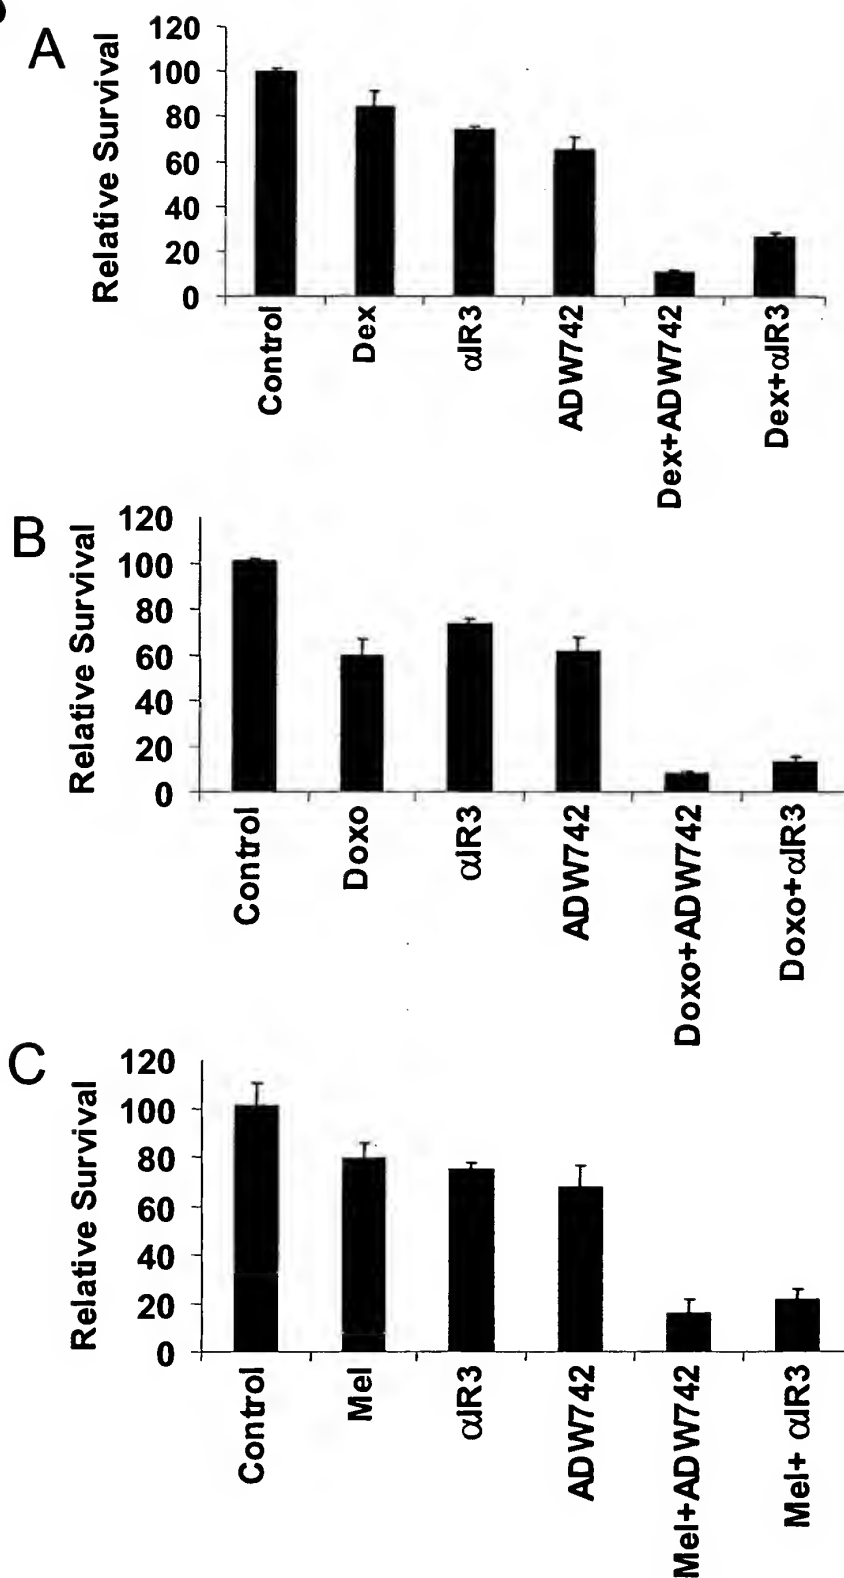 A
Relative Survival
120
100
80
60
40
20
0
Control
Dex
αIR3
ADW742
Dex+ADW742
Dex+αIR3
B
Relative Survival
120
100
80
60
40
20
0
Control
Doxo
αIR3
ADW742
Doxo+ADW742
Doxo+αIR3
C
Relative Survival
120
100
80
60
40
20
0
Control
Mel
αIR3
ADW742
Mel+ADW742
Mel+ αIR3